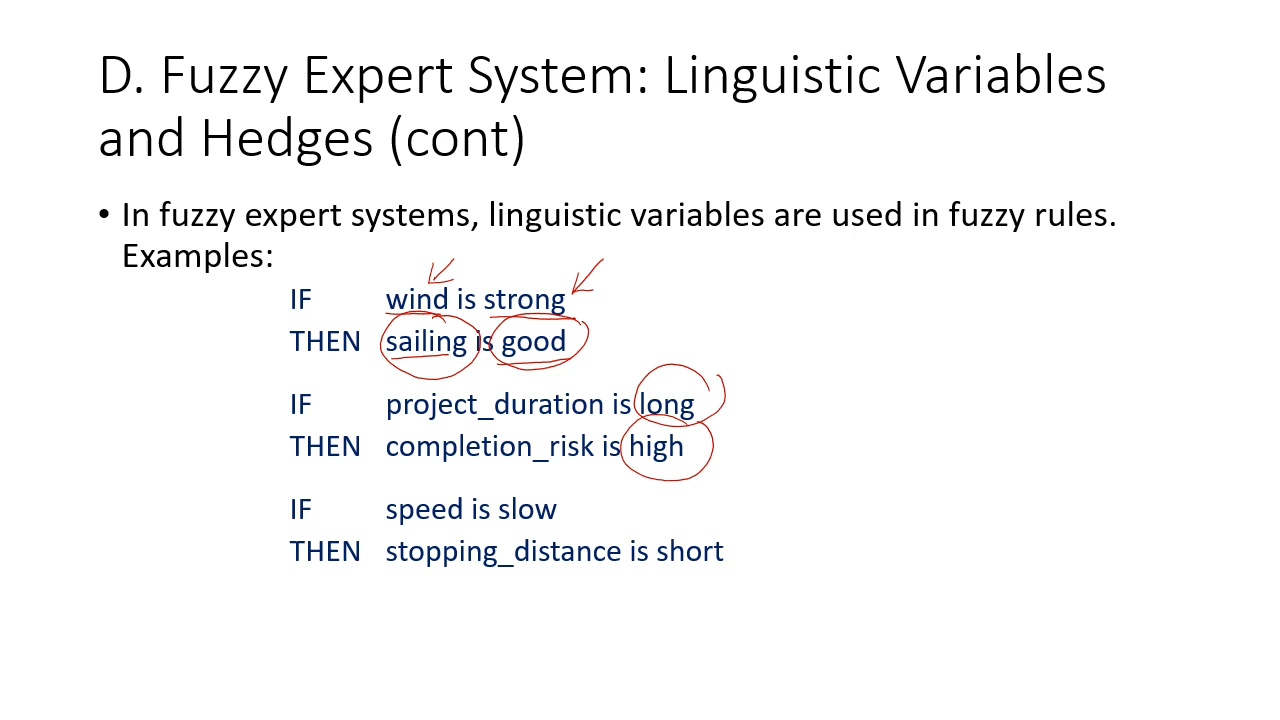 D. Fuzzy Expert System: Linguistic Variables
and Hedges (cont)
• In fuzzy expert systems, linguistic variables are used in fuzzy rules.
Examples:
IF wind is strong
THEN sailing is good
IF project_duration is long
THEN completion_risk is high
IF speed is slow
THEN stopping_distance is short